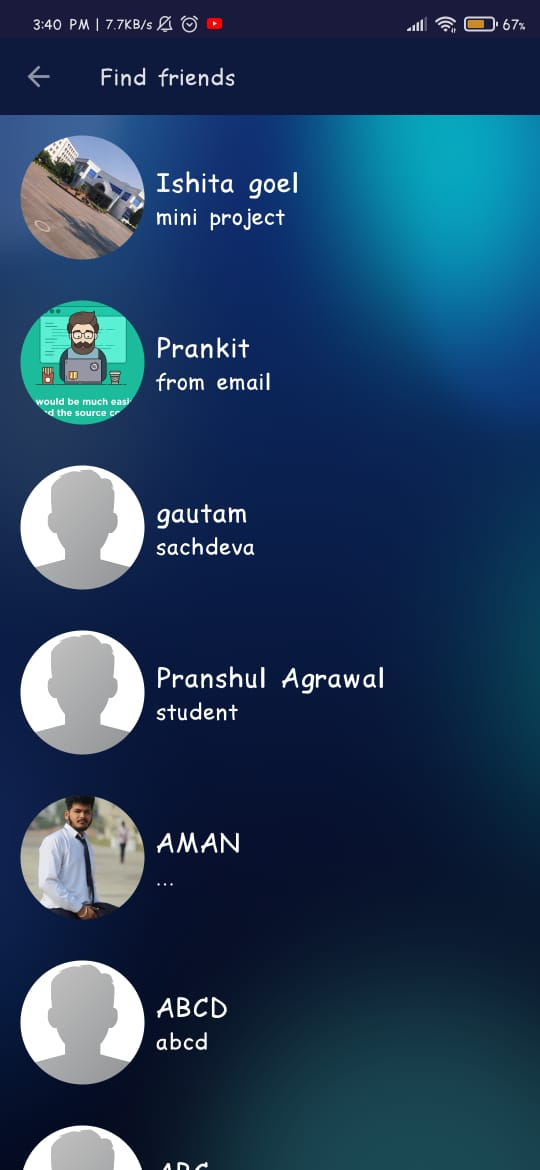 3:40 PM | 7.7KB/s
67%
Find friends
Ishita goel
mini project
would be much easi
d the source
Prankit
from email
gautam
sachdeva
Pranshul Agrawal
student
AMAN
...
ABCD
abcd